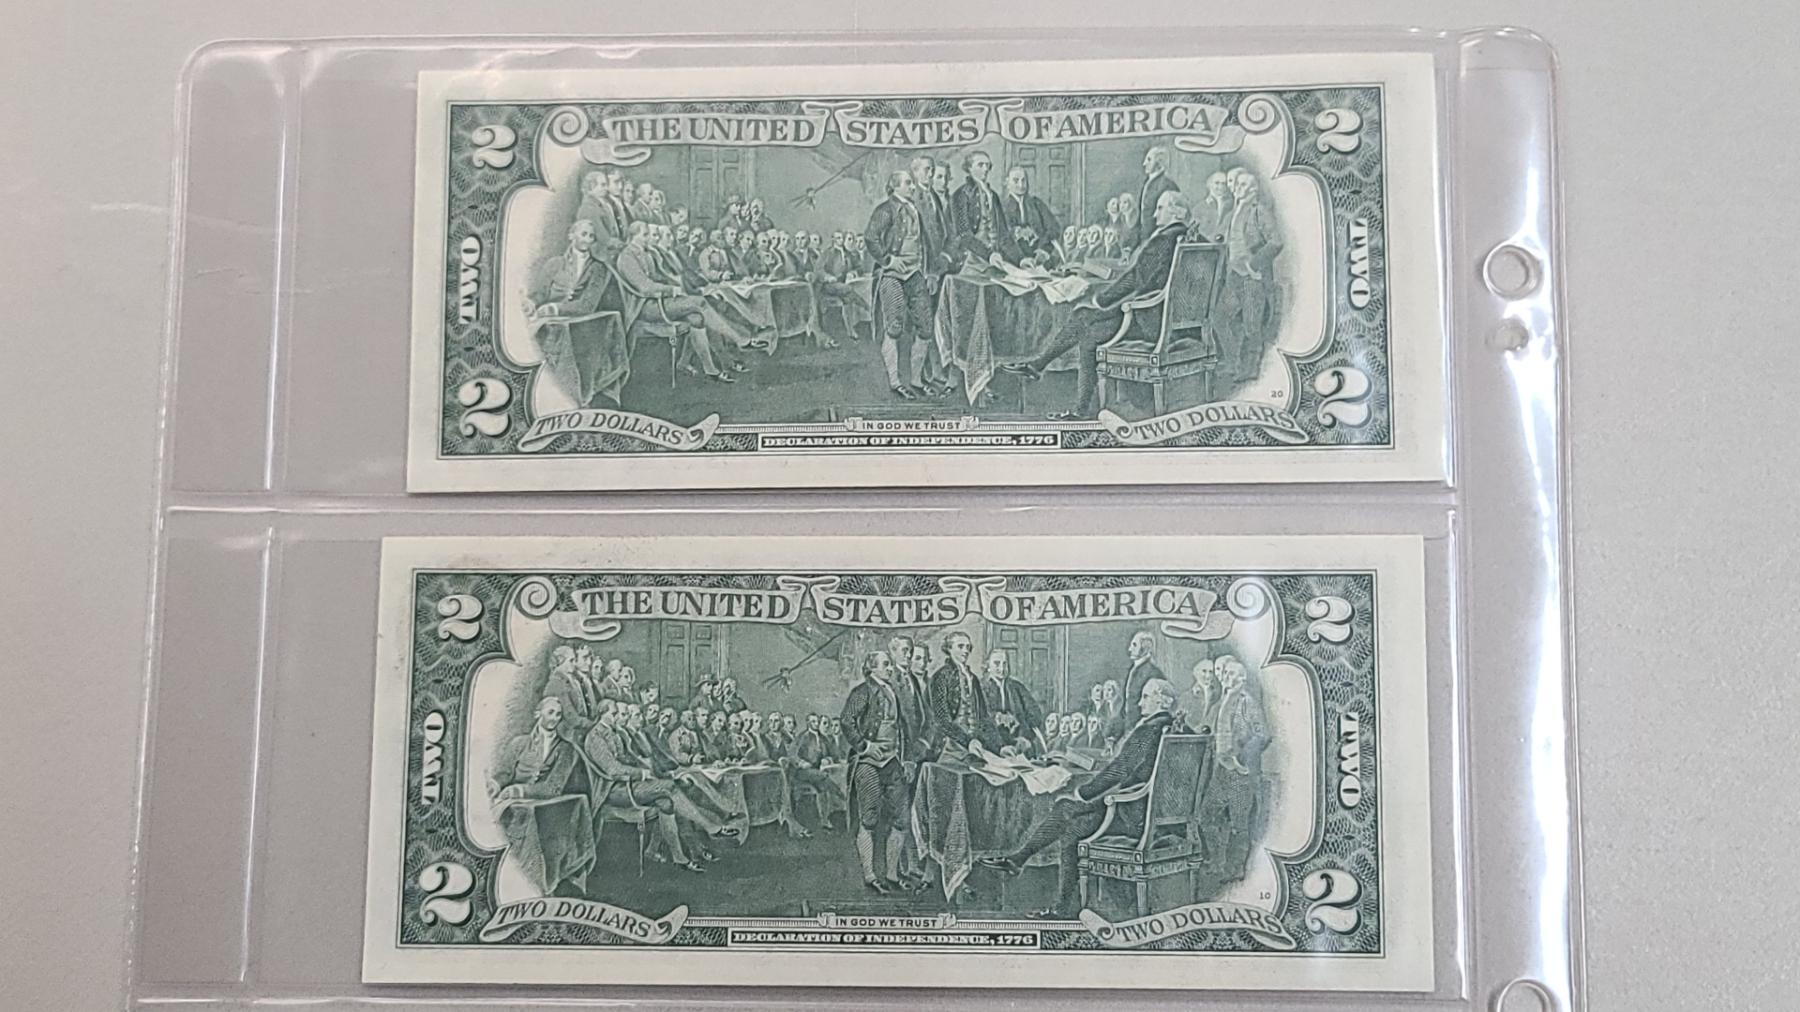 2 THE UNITED STATES OF AMERICA 2
TWO TWO
20
2 TWO DOLLARS IN GOD WE TRUST TWO DOLLARS 2
DECLARATION OF INDEPENDENCE, 1776
2 THE UNITED STATES OF AMERICA 2
TWO TWO
10
2 TWO DOLLARS IN GOD WE TRUST TWO DOLLARS 2
DECLARATION OF INDEPENDENCE, 1776